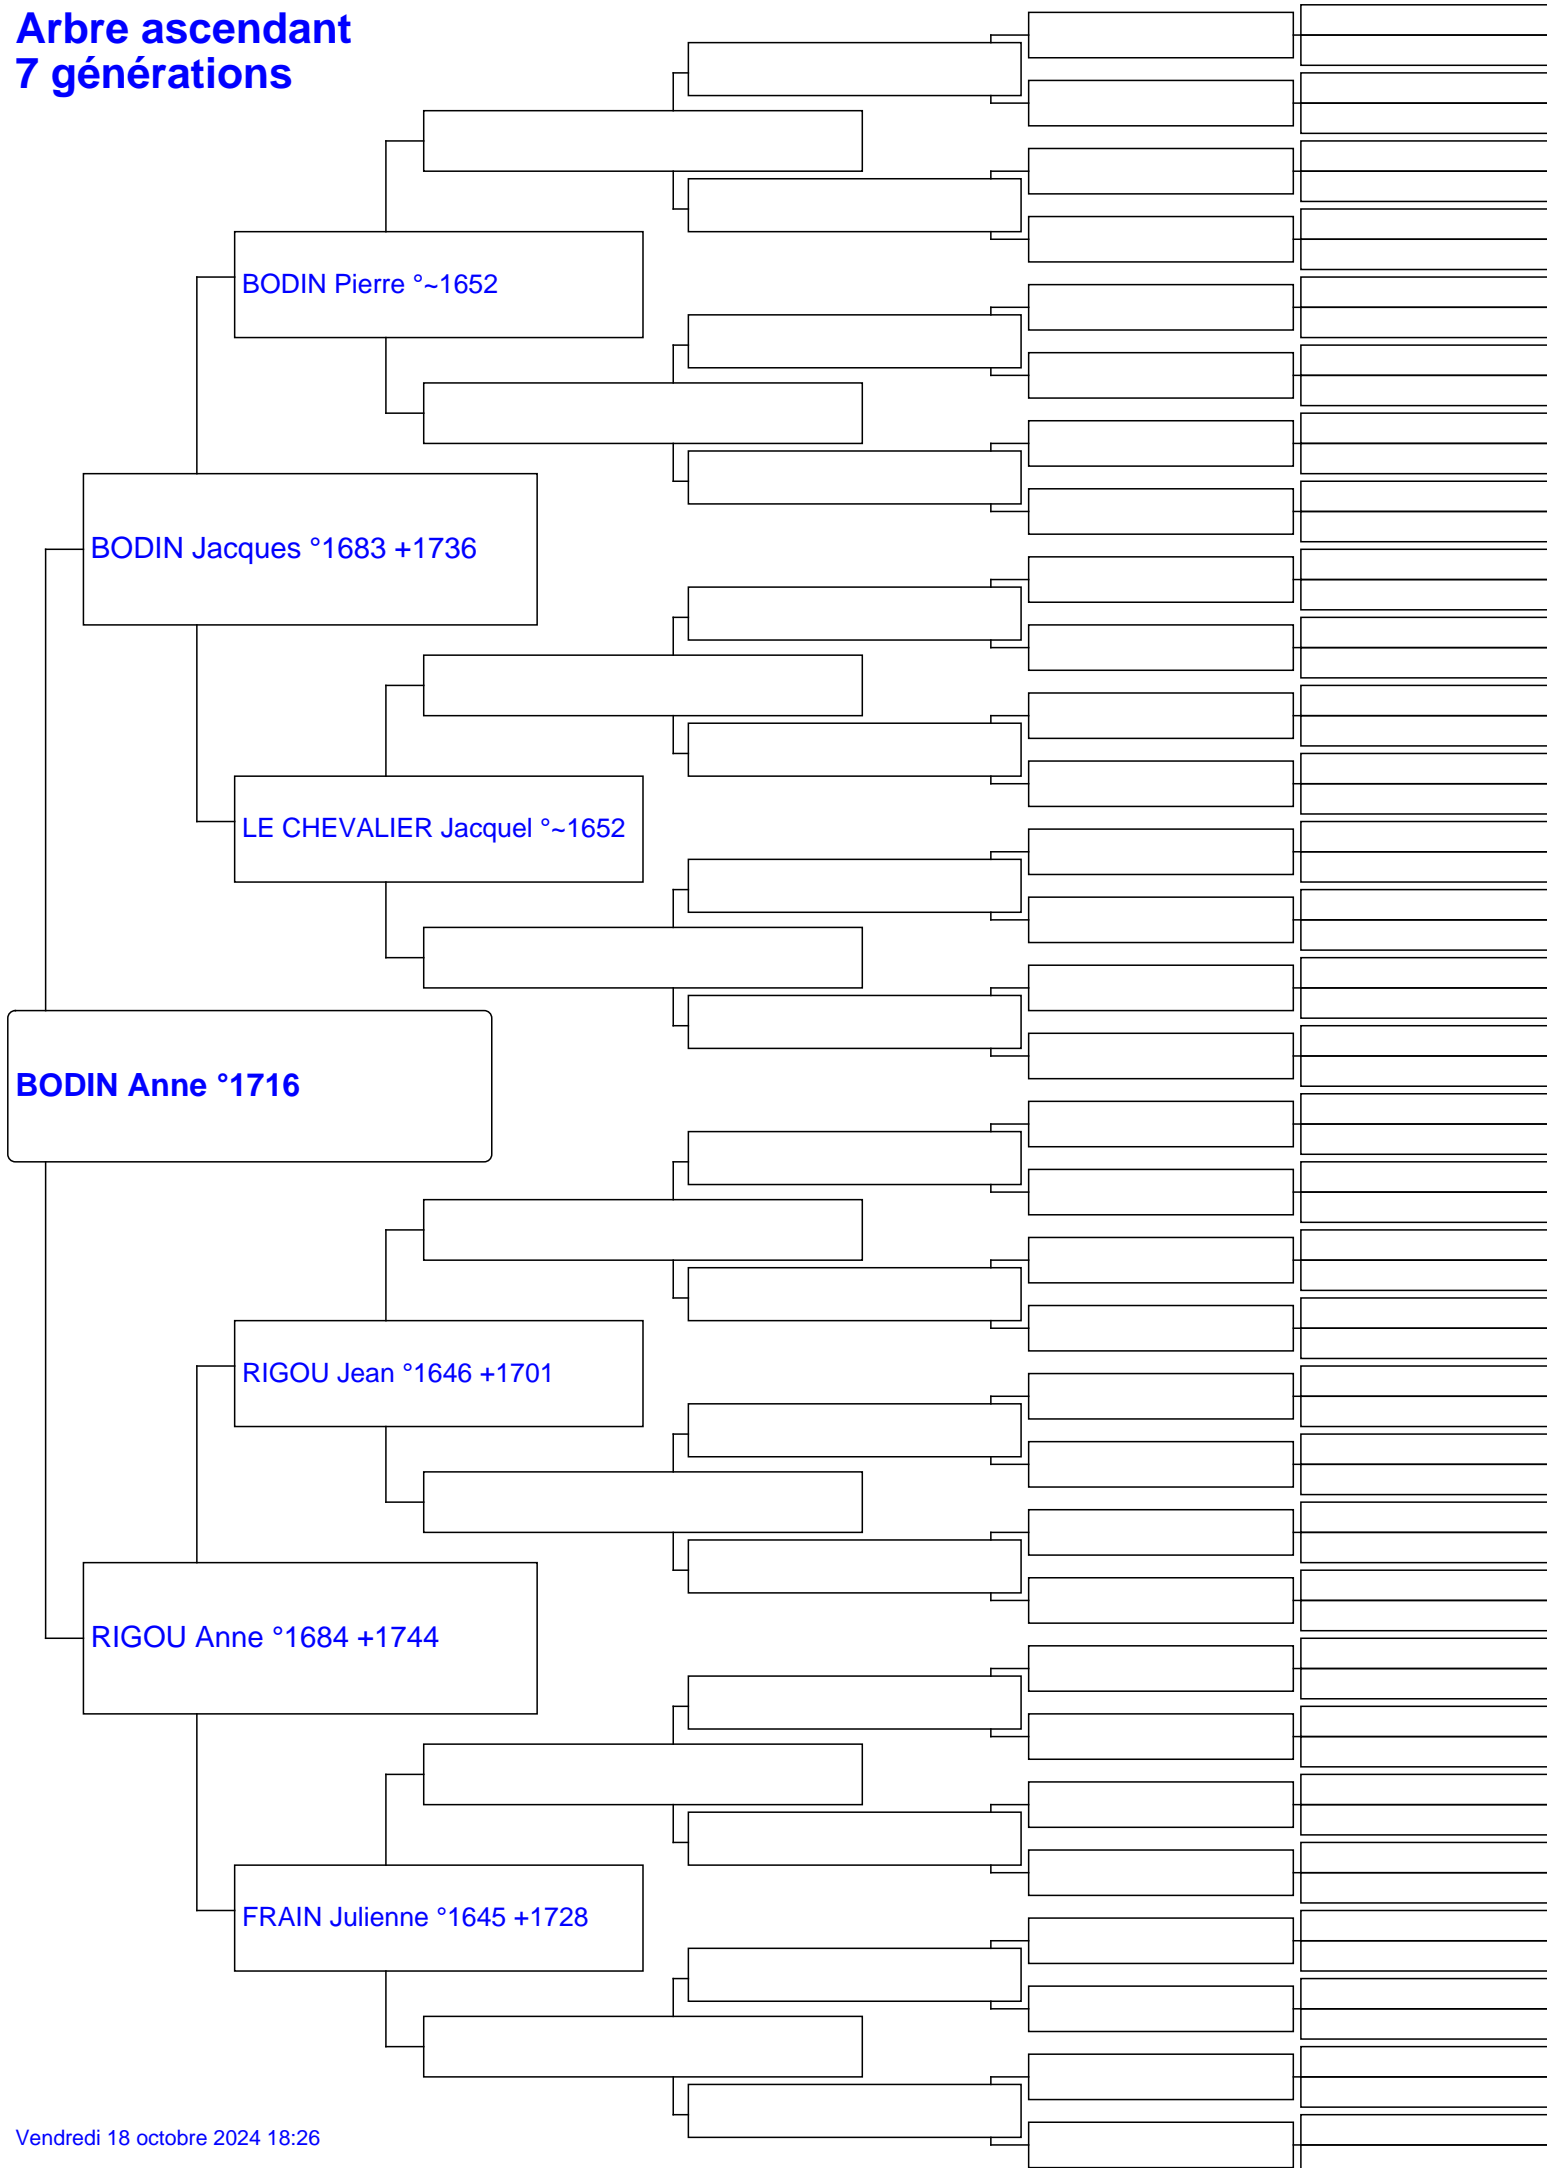 Arbre ascendant
7 générations
BODIN Pierre °~1652
BODIN Jacques °1683 +1736
LE CHEVALIER Jacquel °~1652
BODIN Anne °1716
RIGOU Jean °1646 +1701
RIGOU Anne °1684 +1744
FRAIN Julienne °1645 +1728
Vendredi 18 octobre 2024 18:26